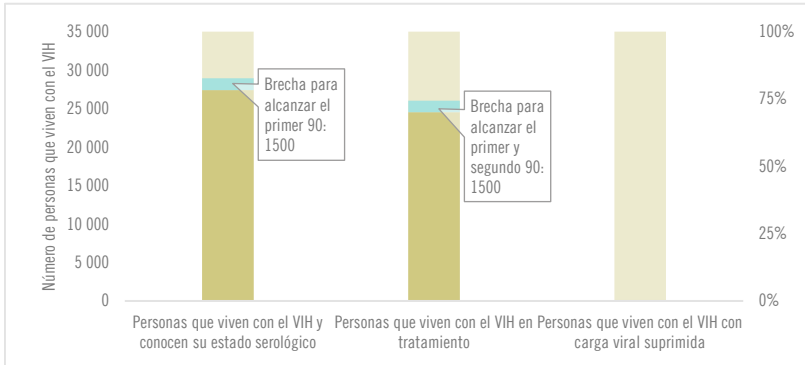 Número de personas que viven con el VIH
35 000
30 000
25 000
20 000
15 000
10 000
5 000
0
100%
75%
50%
25%
0%
Brecha para
alcanzar el
primer 90:
1500
Brecha para
alcanzar el
primer y
segundo 90:
1500
Personas que viven con el VIH y
conocen su estado serológico
Personas que viven con el VIH en
tratamiento
Personas que viven con el VIH con
carga viral suprimida